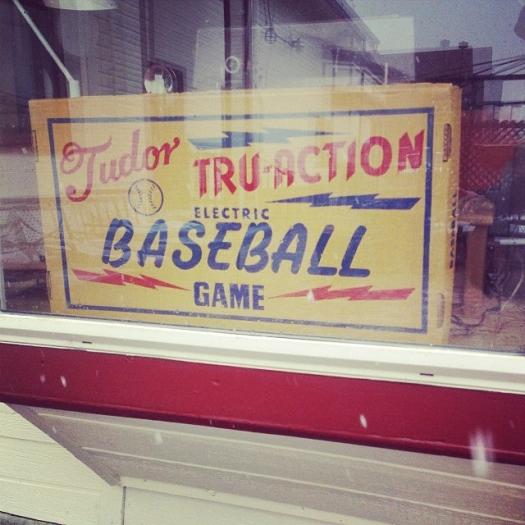 Tudor TRU-ACTION
ELECTRIC
BASEBALL
GAME